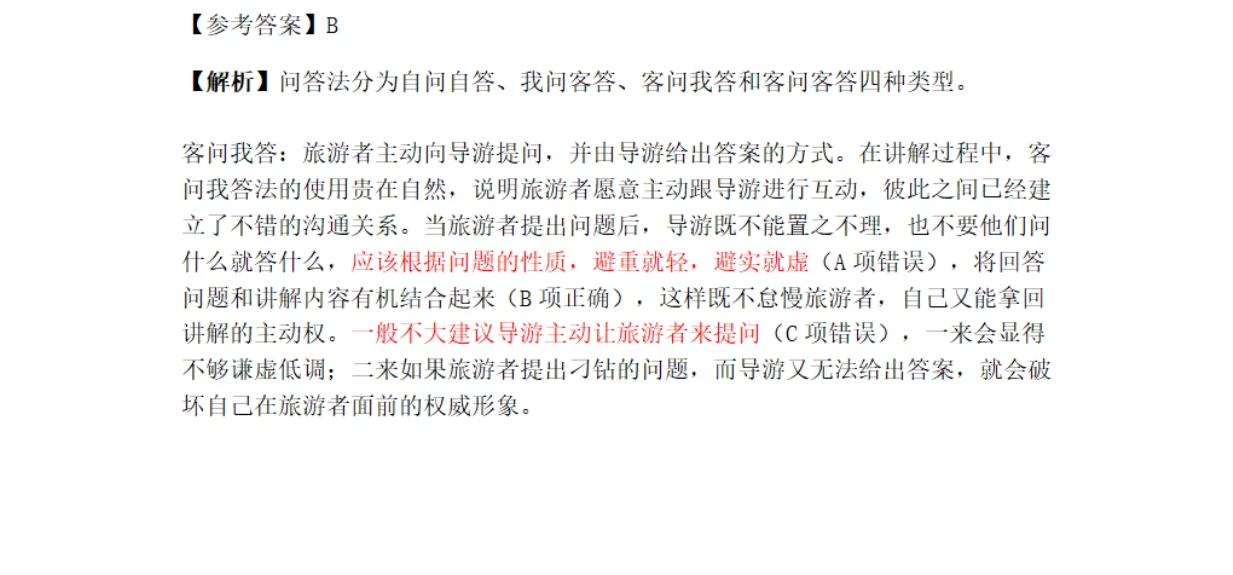 【参考答案】B
【解析】问答法分为自问自答、我问客答、客问我答和客问客答四种类型。
客问我答：旅游者主动向导游提问，并由导游给出答案的方式。在讲解过程中，客
问我答法的使用贵在自然，说明旅游者愿意主动跟导游进行互动，彼此之间已经建
立了不错的沟通关系。当旅游者提出问题后，导游既不能置之不理，也不要他们问
什么就答什么，应该根据问题的性质，避重就轻，避实就虚（A 项错误），将回答
问题和讲解内容有机结合起来（B 项正确），这样既不怠慢旅游者，自己又能拿回
讲解的主动权。一般不大建议导游主动让旅游者来提问（C 项错误），一来会显得
不够谦虚低调；二来如果旅游者提出刁钻的问题，而导游又无法给出答案，就会破
坏自己在旅游者面前的权威形象。